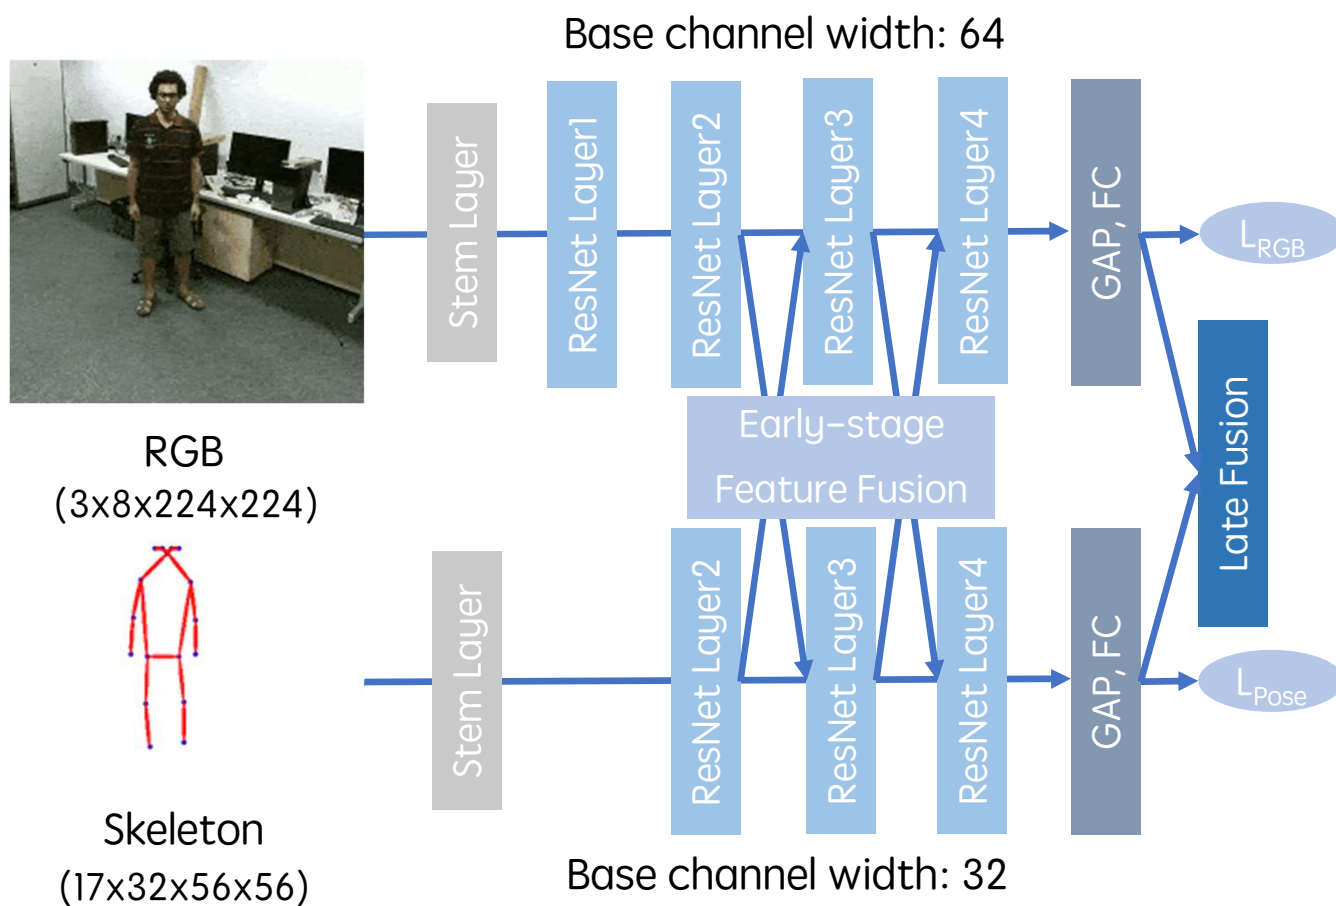 Base channel width: 64
Stem Layer
ResNet Layer1
ResNet Layer2
ResNet Layer3
ResNet Layer4
GAP, FC
L_RGB
RGB
(3x8x224x224)
Early-stage
Feature Fusion
Late Fusion
Stem Layer
ResNet Layer2
ResNet Layer3
ResNet Layer4
GAP, FC
L_Pose
Skeleton
(17x32x56x56)
Base channel width: 32